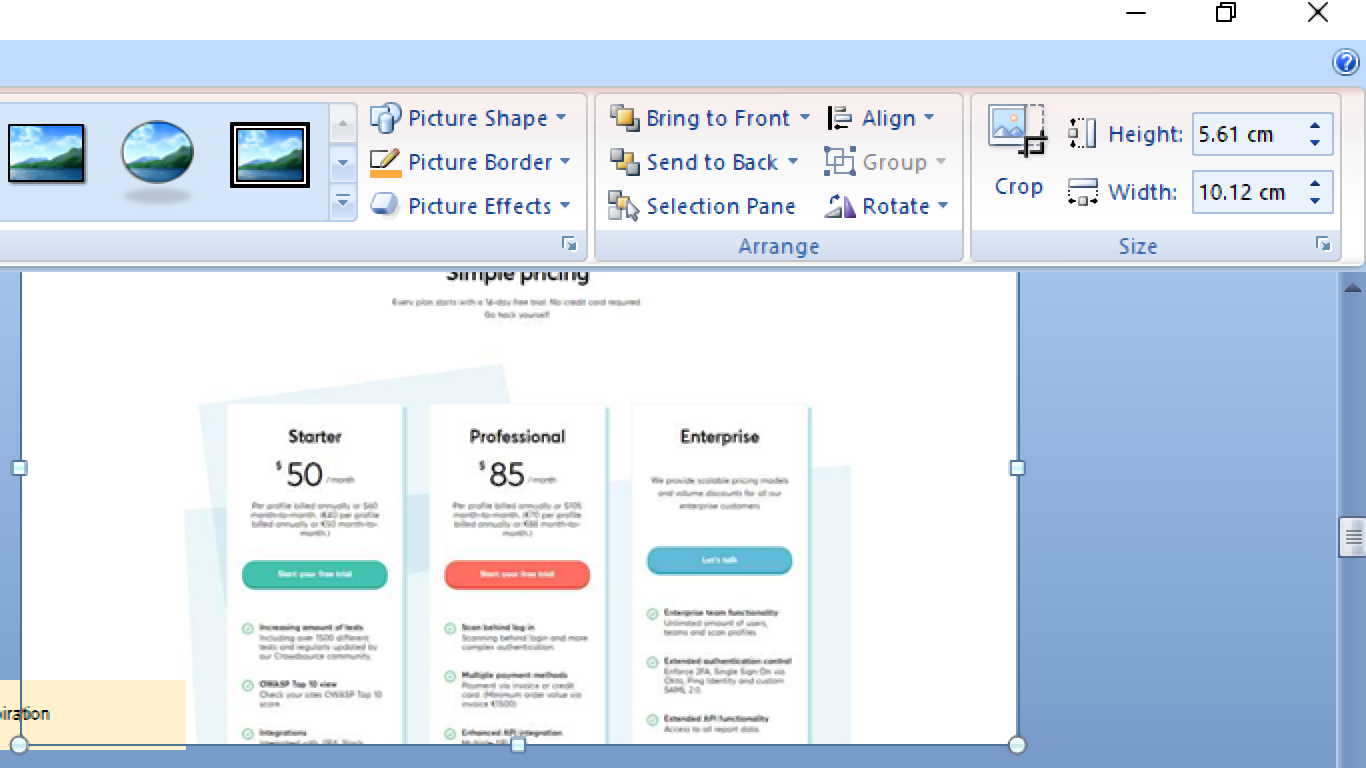 Picture Shape
Bring to Front
Align
Height:
5.61 cm
Picture Border
Send to Back
Group
Crop
Width:
10.12 cm
Picture Effects
Selection Pane
Rotate
Arrange
Size
Simple pricing
Every plan starts with a 14-day free trial. No credit card required.
Go hack yourself!
Starter
$50 /month
Per profile billed annually or $60
month-to-month. (€40 per profile
billed annually or €50 month-to-
month.)
Start your free trial
Increasing amount of tests
Including over 1500 different
tests and regularly updated by
our Crowdsource community.
OWASP Top 10 view
Check your sites OWASP Top 10
score.
Integrations
Professional
$85 /month
Per profile billed annually or $105
month-to-month. (€70 per profile
billed annually or €88 month-to-
month.)
Start your free trial
Scan behind log in
Scanning behind login and more
complex authentication.
Multiple payment methods
Payment via invoice or credit
card (Minimum order value via
invoice €1500)
Enhanced API integration
Enterprise
We provide scalable pricing models
and volume discounts for all our
enterprise customers
Let's talk
Enterprise team functionality
Unlimited amount of users,
teams and scan profiles.
Extended authentication control
Enforce 2FA, Single Sign On via
Okta, Ping Identity and custom
SAML 2.0.
Extended API functionality
Access to all report data.
piration